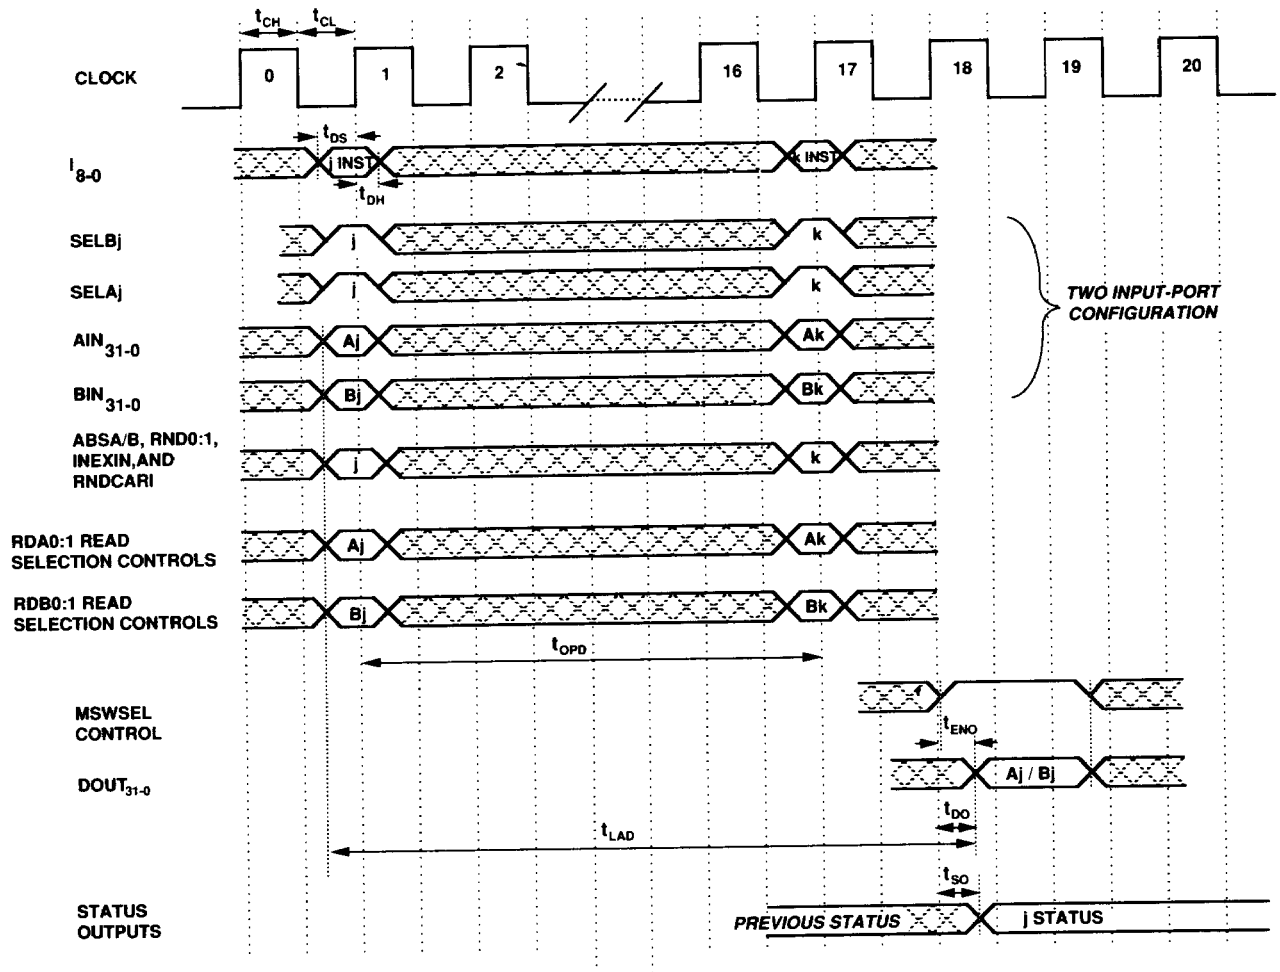 tCH tCL
CLOCK 0 1 2 16 17 18 19 20
tDS
I8-0 j INST k INST
tDH
SELBj j k
SELAj j k
TWO INPUT-PORT
CONFIGURATION
AIN31-0 Aj Ak
BIN31-0 Bj Bk
ABSA/B, RND0:1,
INEXIN,AND
RNDCARI
j k
RDA0:1 READ
SELECTION CONTROLS
Aj Ak
RDB0:1 READ
SELECTION CONTROLS
Bj Bk
tOPD
MSWSEL
CONTROL
tENO
DOUT31-0 Aj / Bj
tDO
tLAD
tSO
STATUS
OUTPUTS
PREVIOUS STATUS j STATUS